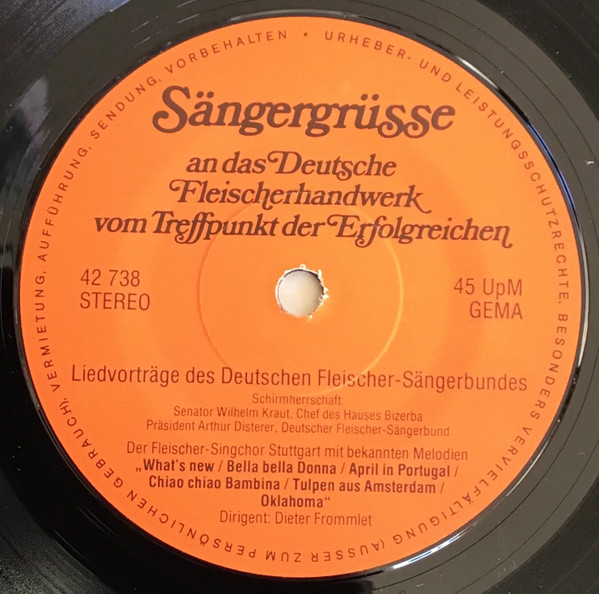 URHEBER- UND LEISTUNGSSCHUTZRECHTE, BESONDERS VERVIELFÄLTIGUNG (AUSSER ZUM PERSÖNLICHEN GEBRAUCH), VERMIETUNG, AUFFÜHRUNG, SENDUNG, VORBEHALTEN •
Sängergrüsse
an das Deutsche
Fleischerhandwerk
vom Treffpunkt der Erfolgreichen
42 738
STEREO
45 UpM
GEMA
Liedvorträge des Deutschen Fleischer-Sängerbundes
Schirmherrschaft:
Senator Wilhelm Kraut, Chef des Hauses Bizerba
Präsident Arthur Disterer, Deutscher Fleischer-Sängerbund
Der Fleischer-Singchor Stuttgart mit bekannten Melodien
„What's new / Bella bella Donna / April in Portugal /
Chiao chiao Bambina / Tulpen aus Amsterdam /
Oklahoma“
Dirigent: Dieter Frommlet